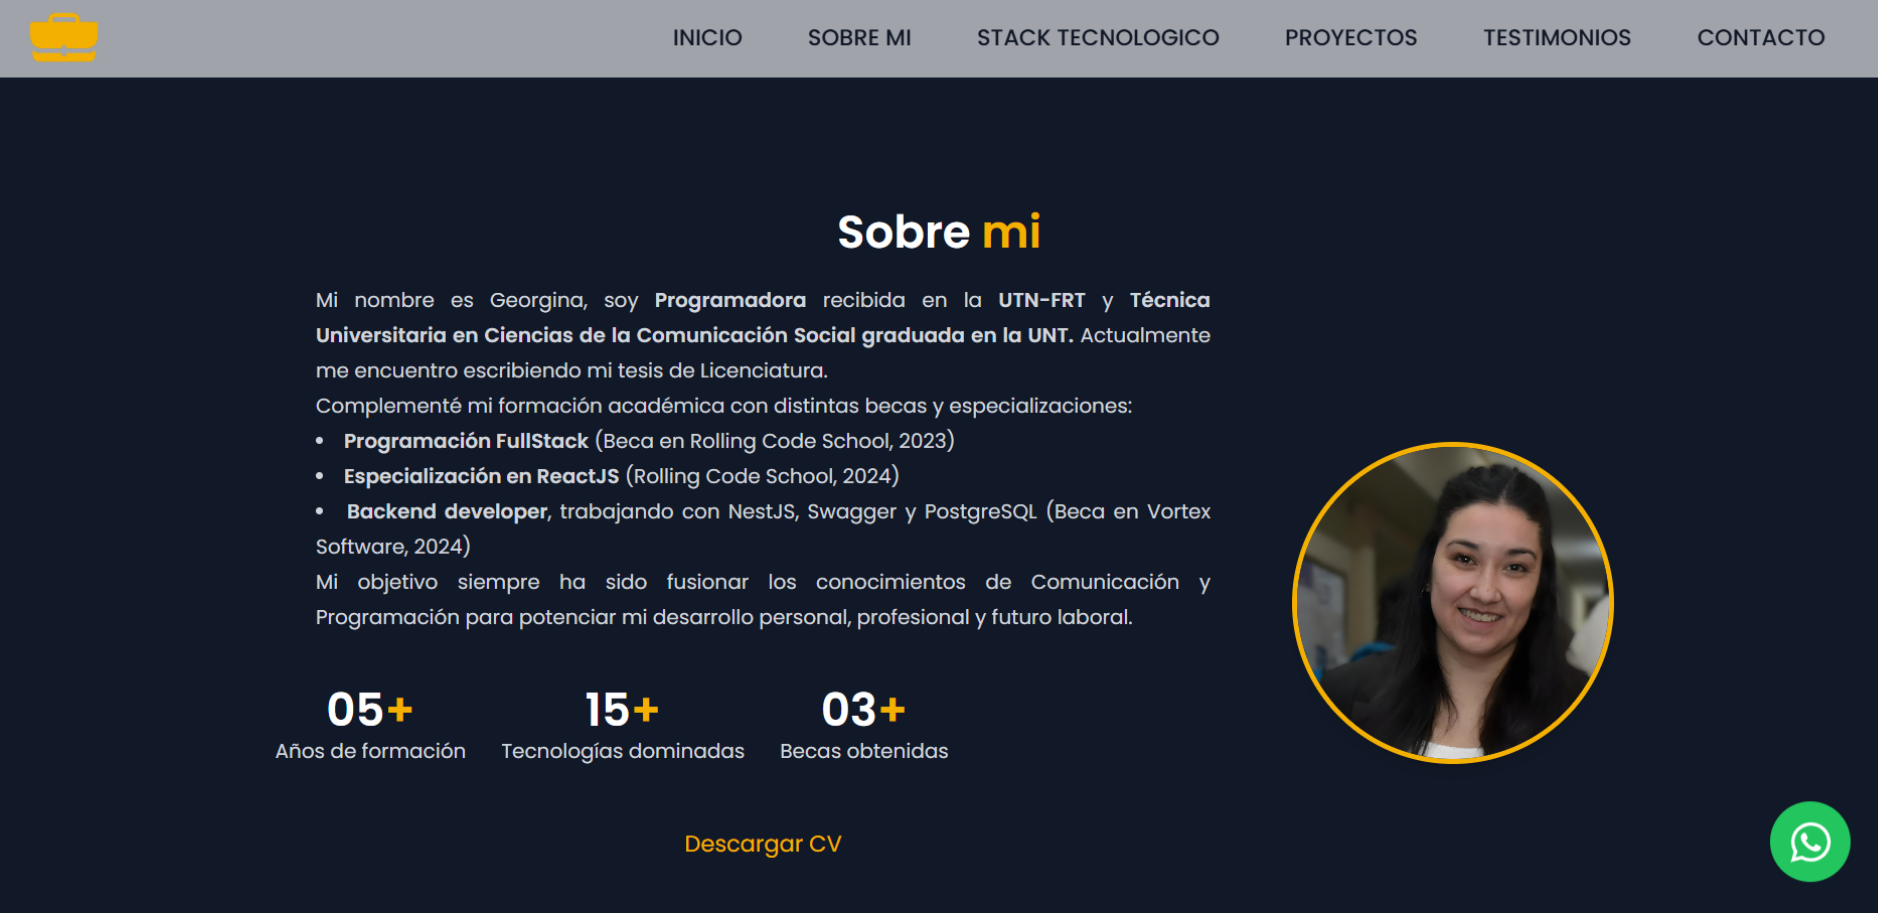 INICIO SOBRE MI STACK TECNOLOGICO PROYECTOS TESTIMONIOS CONTACTO
Sobre mi
Mi nombre es Georgina, soy Programadora recibida en la UTN-FRT y Técnica
Universitaria en Ciencias de la Comunicación Social graduada en la UNT. Actualmente
me encuentro escribiendo mi tesis de Licenciatura.
Complementé mi formación académica con distintas becas y especializaciones:
• Programación FullStack (Beca en Rolling Code School, 2023)
• Especialización en ReactJS (Rolling Code School, 2024)
• Backend developer, trabajando con NestJS, Swagger y PostgreSQL (Beca en Vortex
Software, 2024)
Mi objetivo siempre ha sido fusionar los conocimientos de Comunicación y
Programación para potenciar mi desarrollo personal, profesional y futuro laboral.
05+ 15+ 03+
Años de formación Tecnologías dominadas Becas obtenidas
Descargar CV